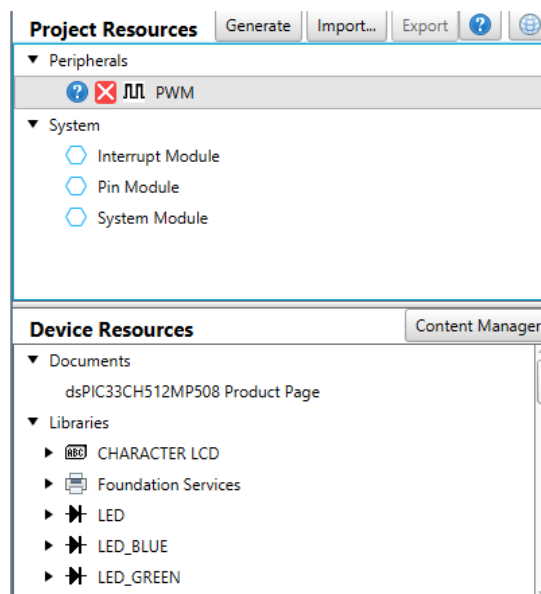 Project Resources Generate Import... Export ?
Peripherals
? PWM
System
Interrupt Module
Pin Module
System Module
Device Resources Content Manager
Documents
dsPIC33CH512MP508 Product Page
Libraries
ABC CHARACTER LCD
Foundation Services
LED
LED_BLUE
LED_GREEN